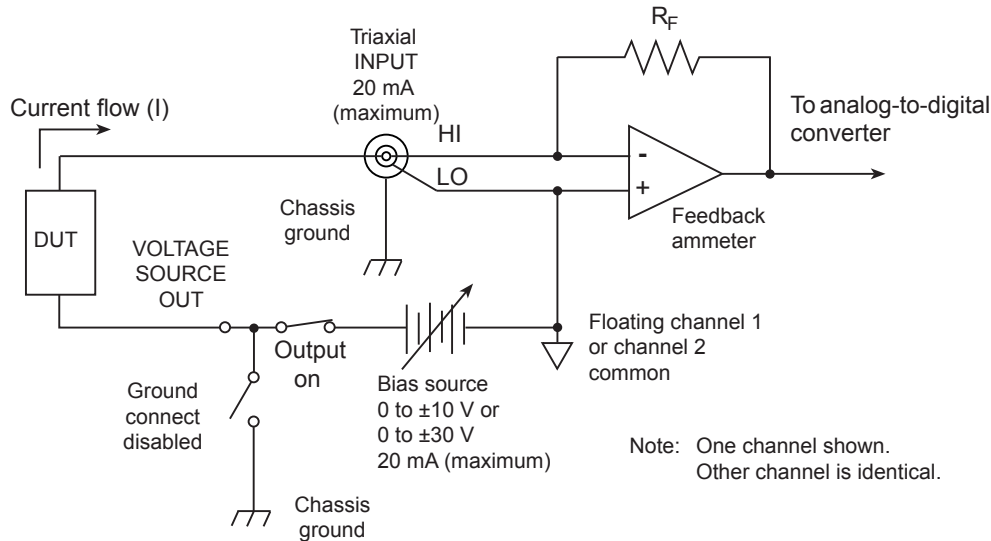 R_F
Triaxial
INPUT
20 mA
(maximum)
Current flow (I)
To analog-to-digital
converter
HI
LO
-
+
Feedback
ammeter
Chassis
ground
DUT
VOLTAGE
SOURCE
OUT
Output
on
Floating channel 1
or channel 2
common
Ground
connect
disabled
Bias source
0 to ±10 V or
0 to ±30 V
20 mA (maximum)
Note: One channel shown.
Other channel is identical.
Chassis
ground